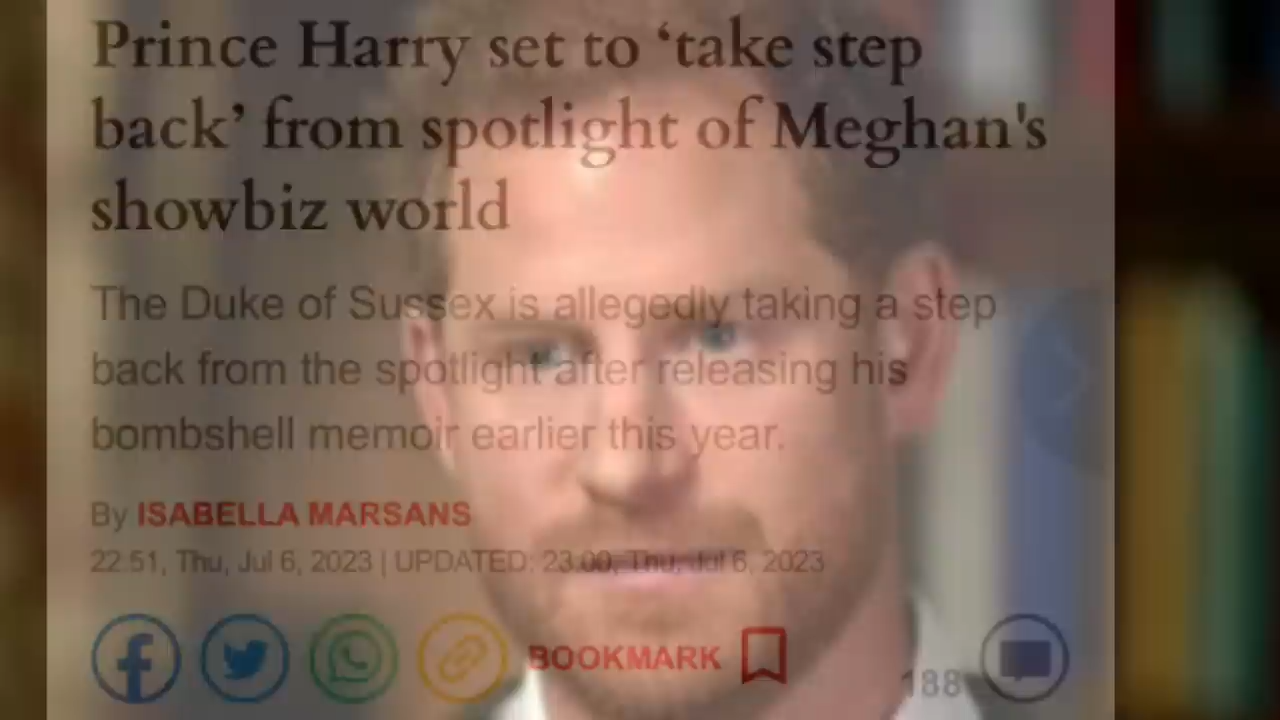 Prince Harry set to ‘take step
back’ from spotlight of Meghan's
showbiz world
The Duke of Sussex is allegedly taking a step
back from the spotlight after releasing his
bombshell memoir earlier this year.
By ISABELLA MARSANS
22:51, Thu, Jul 6, 2023 | UPDATED: 23:00, Thu, Jul 6, 2023
BOOKMARK
188